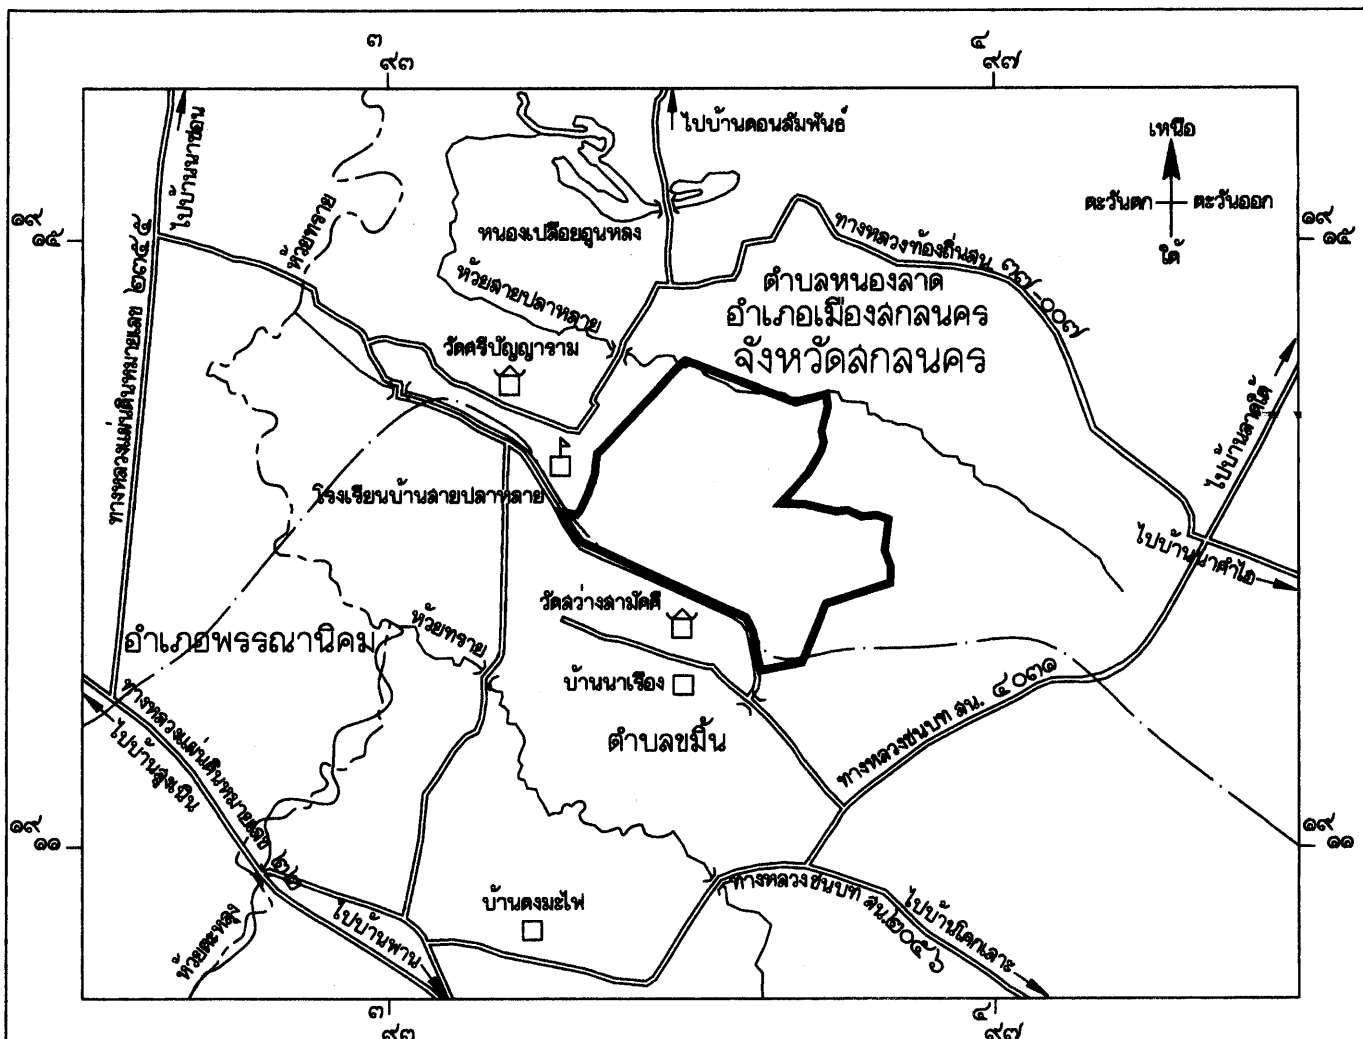 ๓
๙๓
๔
๙๗
ไปบ้านนาซ่อน
ไปบ้านดอนสัมพันธ์
เหนือ
ตะวันตก
ตะวันออก
ใต้
๑๙
๑๕
๑๙
๑๕
ทางหลวงแผ่นดินหมายเลข ๒๓๕๕
ห้วยทราย
หนองเปลือยอูนหลง
ห้วยลายปลาหลาย
ทางหลวงท้องถิ่นสน. ๓๗-๐๐๗
ตำบลหนองลาด
อำเภอเมืองสกลนคร
จังหวัดสกลนคร
วัดศรีปัญญาราม
โรงเรียนบ้านลายปลาหลาย
ไปบ้านลาดใต้
ไปบ้านนาคำไฮ
วัดสว่างสามัคคี
ห้วยทราย
อำเภอพรรณานิคม
บ้านนาเรือง
ตำบลขมิ้น
ทางหลวงชนบท สน. ๔๐๓๑
ทางหลวงแผ่นดินหมายเลข ๒๒
ไปบ้านสูงเนิน
๑๙
๑๑
๑๙
๑๑
บ้านดงมะไฟ
ทางหลวงชนบท สน.๒๐๕๖
ไปบ้านโคกเลาะ
ไปบ้านพาน
ห้วยตะหลุง
๓
๙๓
๔
๙๗